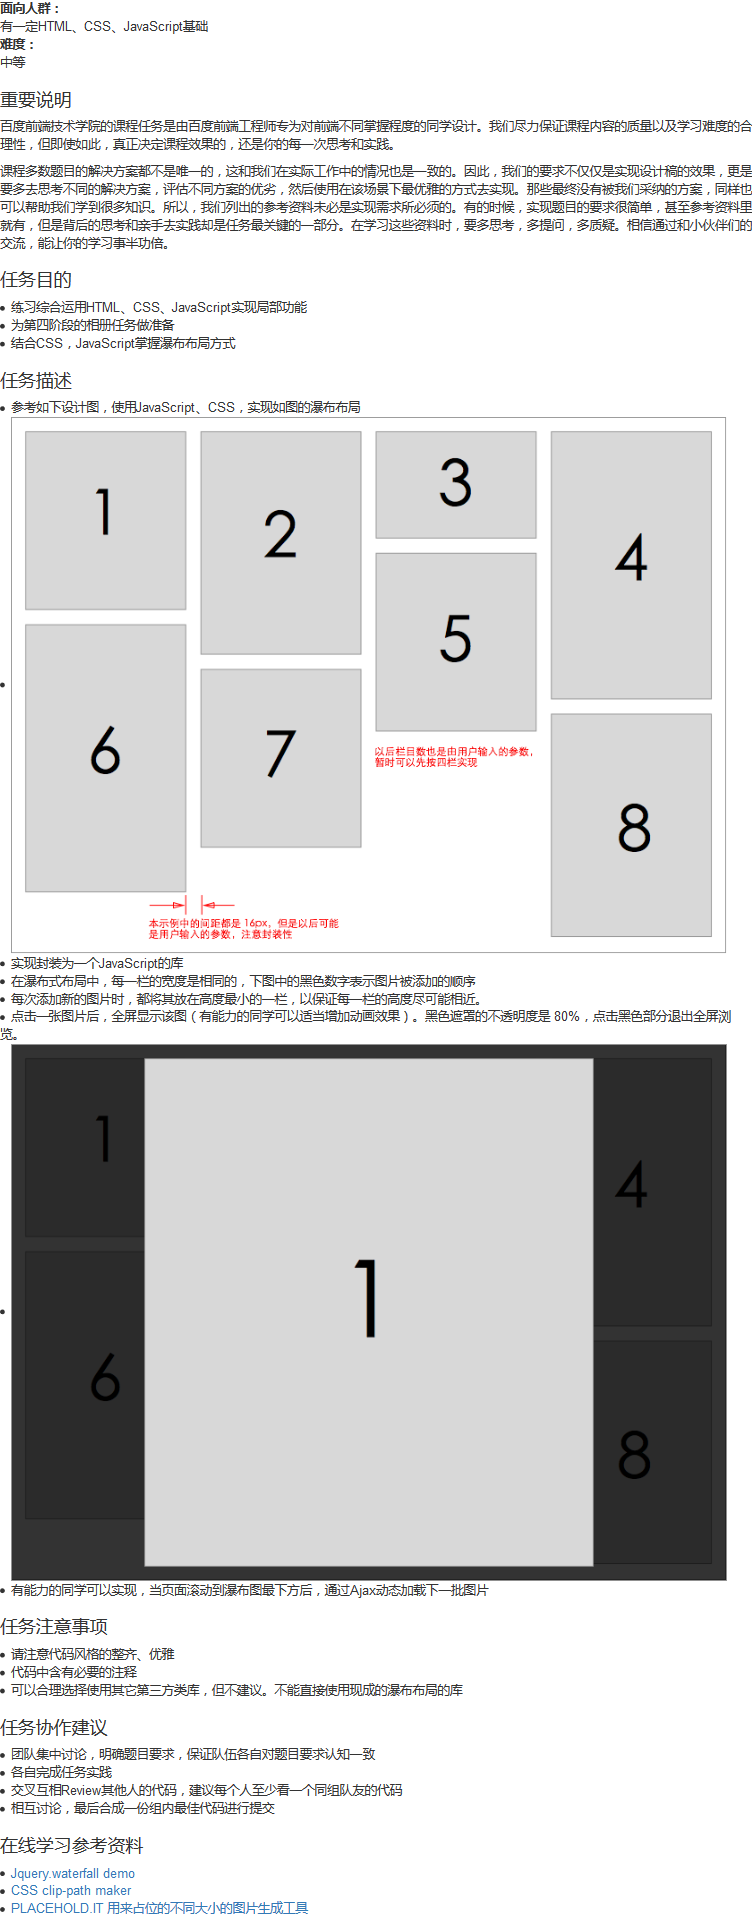 面向人群：
有一定HTML、CSS、JavaScript基础
难度：
中等
重要说明
百度前端技术学院的课程任务是由百度前端工程师专为对前端不同掌握程度的同学设计。我们尽力保证课程内容的质量以及学习难度的合
理性，但即使如此，真正决定课程效果的，还是你的每一次思考和实践。
课程多数题目的解决方案都不是唯一的，这和我们在实际工作中的情况也是一致的。因此，我们的要求不仅仅是实现设计稿的效果，更是
要多去思考不同的解决方案，评估不同方案的优劣，然后使用在该场景下最优雅的方式去实现。那些最终没有被我们采纳的方案，同样也
可以帮助我们学到很多知识。所以，我们列出的参考资料未必是实现需求所必须的。有的时候，实现题目的要求很简单，甚至参考资料里
就有，但是背后的思考和亲手去实践却是任务最关键的一部分。在学习这些资料时，要多思考，多提问，多质疑。相信通过和小伙伴们的
交流，能让你的学习事半功倍。
任务目的
练习综合运用HTML、CSS、JavaScript实现局部功能
为第四阶段的相册任务做准备
结合CSS，JavaScript掌握瀑布布局方式
任务描述
参考如下设计图，使用JavaScript、CSS，实现如图的瀑布布局
1
2
3
4
5
6
7
8
以后栏目数也是由用户输入的参数，
暂时可以先按四栏实现
本示例中的间距都是 16px，但是以后可能
是用户输入的参数，注意封装性
实现封装为一个JavaScript的库
在瀑布式布局中，每一栏的宽度是相同的，下图中的黑色数字表示图片被添加的顺序
每次添加新的图片时，都将其放在高度最小的一栏，以保证每一栏的高度尽可能相近。
点击一张图片后，全屏显示该图（有能力的同学可以适当增加动画效果）。黑色遮罩的不透明度是 80%，点击黑色部分退出全屏浏
览。
1
4
1
6
8
有能力的同学可以实现，当页面滚动到瀑布图最下方后，通过Ajax动态加载下一批图片
任务注意事项
请注意代码风格的整齐、优雅
代码中含有必要的注释
可以合理选择使用其它第三方类库，但不建议。不能直接使用现成的瀑布布局的库
任务协作建议
团队集中讨论，明确题目要求，保证队伍各自对题目要求认知一致
各自完成任务实践
交叉互相Review其他人的代码，建议每个人至少看一个同组队友的代码
相互讨论，最后合成一份组内最佳代码进行提交
在线学习参考资料
Jquery.waterfall demo
CSS clip-path maker
PLACEHOLD.IT 用来占位的不同大小的图片生成工具